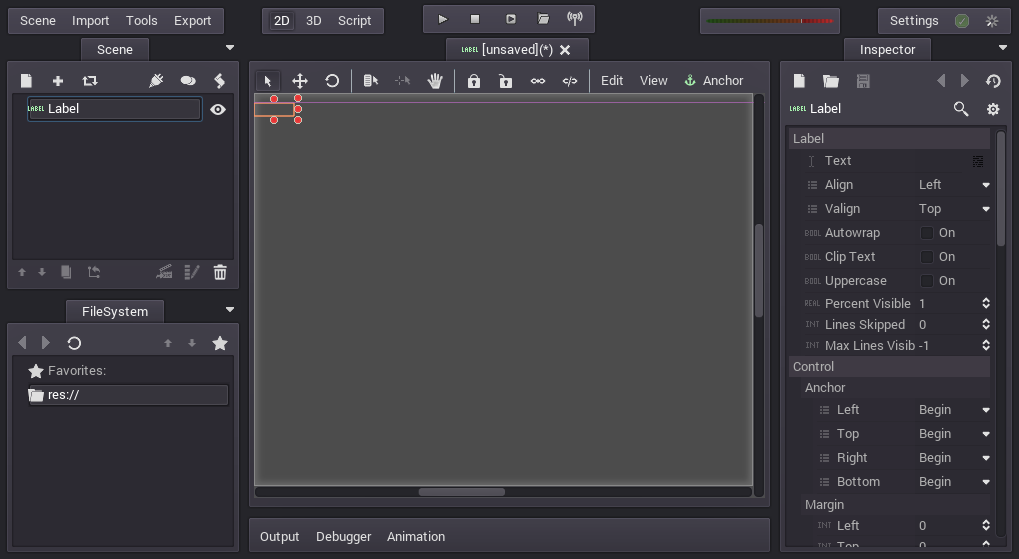 Scene Import Tools Export 2D 3D Script Settings
Scene LABEL [unsaved](*) Inspector
Edit View Anchor
LABEL Label
LABEL Label
Label
Text
Align Left
Valign Top
BOOL Autowrap On
BOOL Clip Text On
BOOL Uppercase On
REAL Percent Visible 1
INT Lines Skipped 0
INT Max Lines Visib -1
Control
Anchor
Left Begin
Top Begin
Right Begin
Bottom Begin
Margin
INT Left 0
INT Top 0
FileSystem
Favorites:
res://
Output Debugger Animation